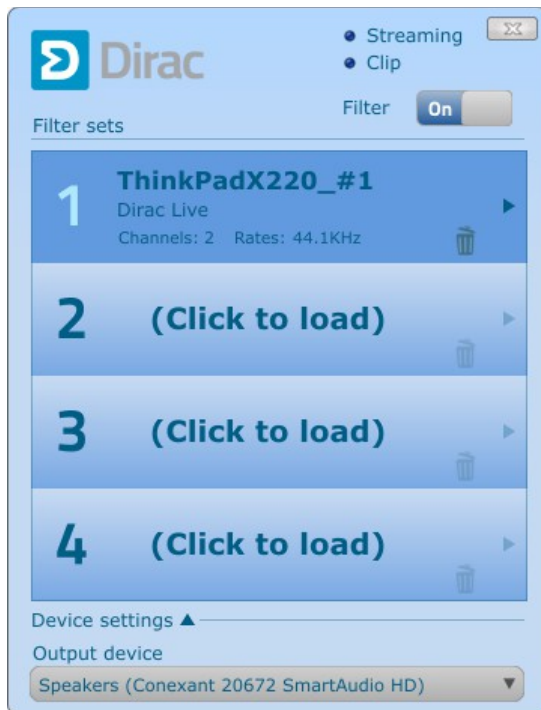 Dirac
Streaming
Clip
Filter On
Filter sets
1 ThinkPadX220_#1
Dirac Live
Channels: 2 Rates: 44.1KHz
2 (Click to load)
3 (Click to load)
4 (Click to load)
Device settings ▲
Output device
Speakers (Conexant 20672 SmartAudio HD)